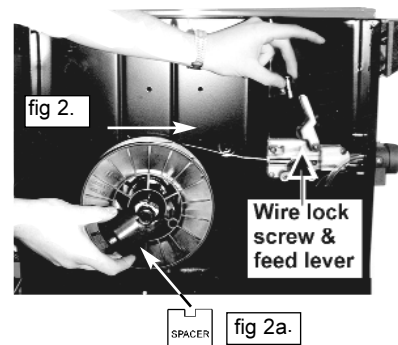 fig 2.
Wire lock
screw &
feed lever
SPACER
fig 2a.